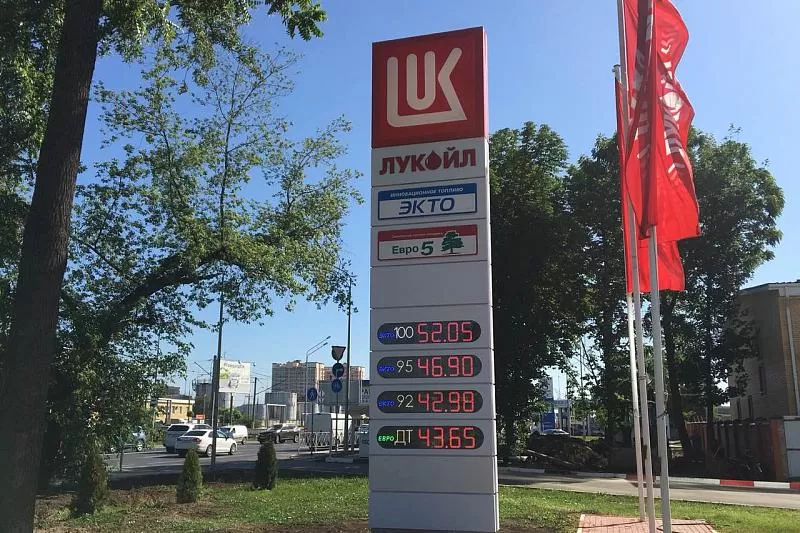 LUK
ЛУКОЙЛ
ИННОВАЦИОННОЕ ТОПЛИВО
ЭКТО
Евро 5
ЭКТО 100 52.05
ЭКТО 95 46.90
ЭКТО 92 42.98
ЕВРО ДТ 43.65